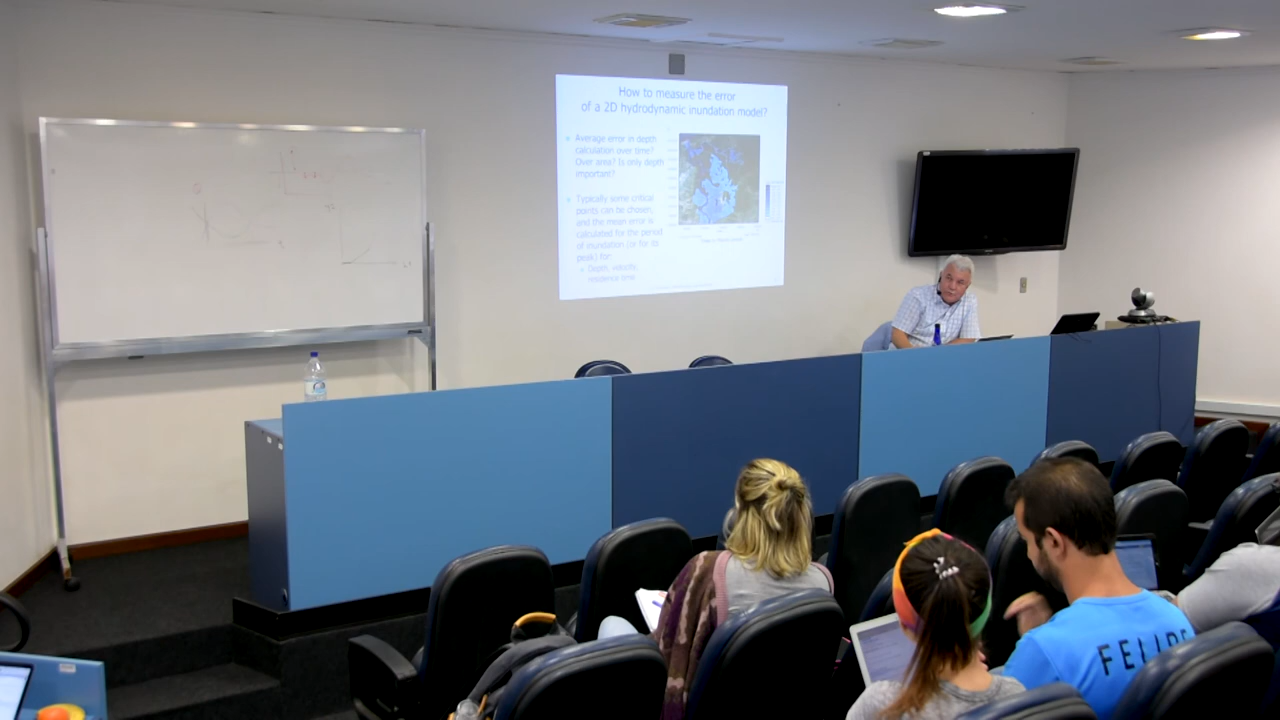 How to measure the error
of a 2D hydrodynamic inundation model?
Average error in depth
calculation over time?
Over area? Is only depth
important?
Typically some critical
points can be chosen,
and the mean error is
calculated for the period
of inundation (or for its
peak) for:
Depth, velocity,
residence time